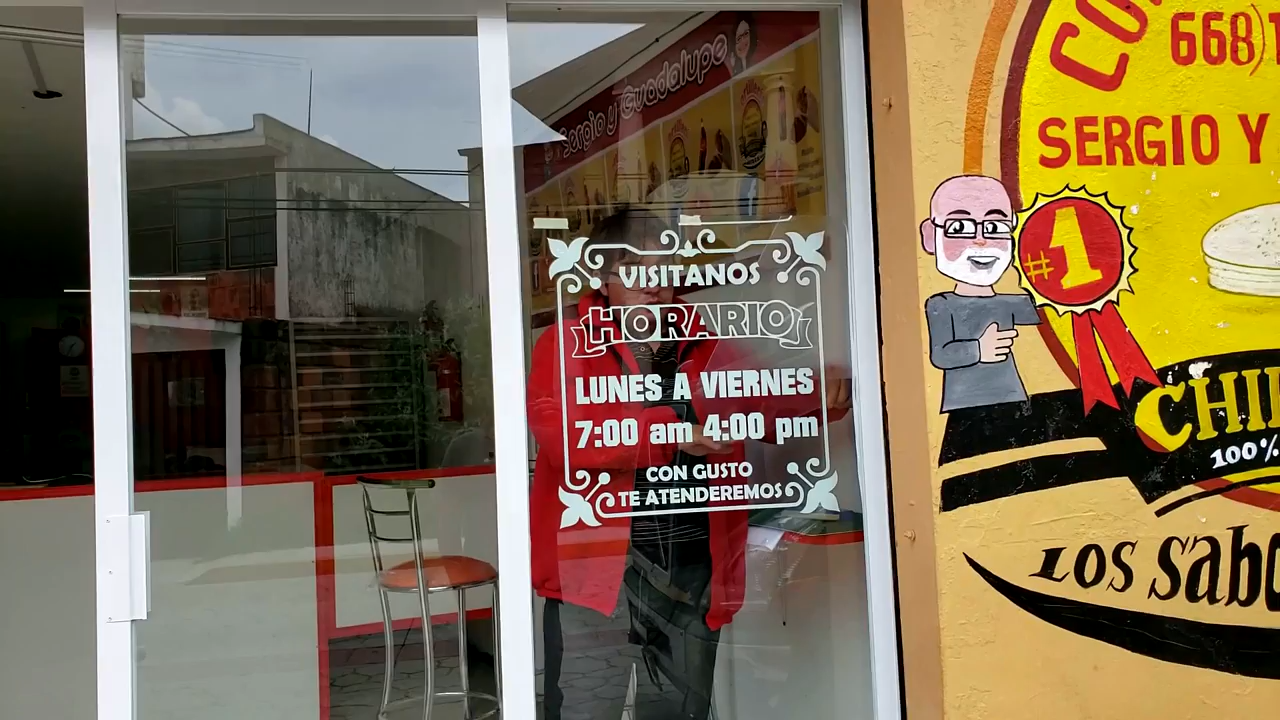 Sergio y Guadalupe
VISITANOS
HORARIO
LUNES A VIERNES
7:00 am 4:00 pm
CON GUSTO
TE ATENDEREMOS
668)1
SERGIO Y
#1
100%
LOS